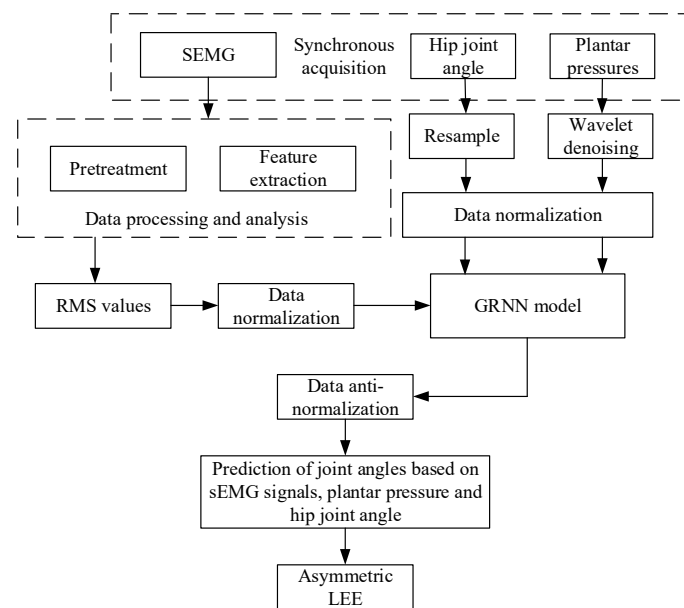 SEMG
Synchronous
acquisition
Hip joint
angle
Plantar
pressures
Pretreatment
Feature
extraction
Data processing and analysis
Resample
Wavelet
denoising
Data normalization
RMS values
Data
normalization
GRNN model
Data anti-
normalization
Prediction of joint angles based on
sEMG signals, plantar pressure and
hip joint angle
Asymmetric
LEE